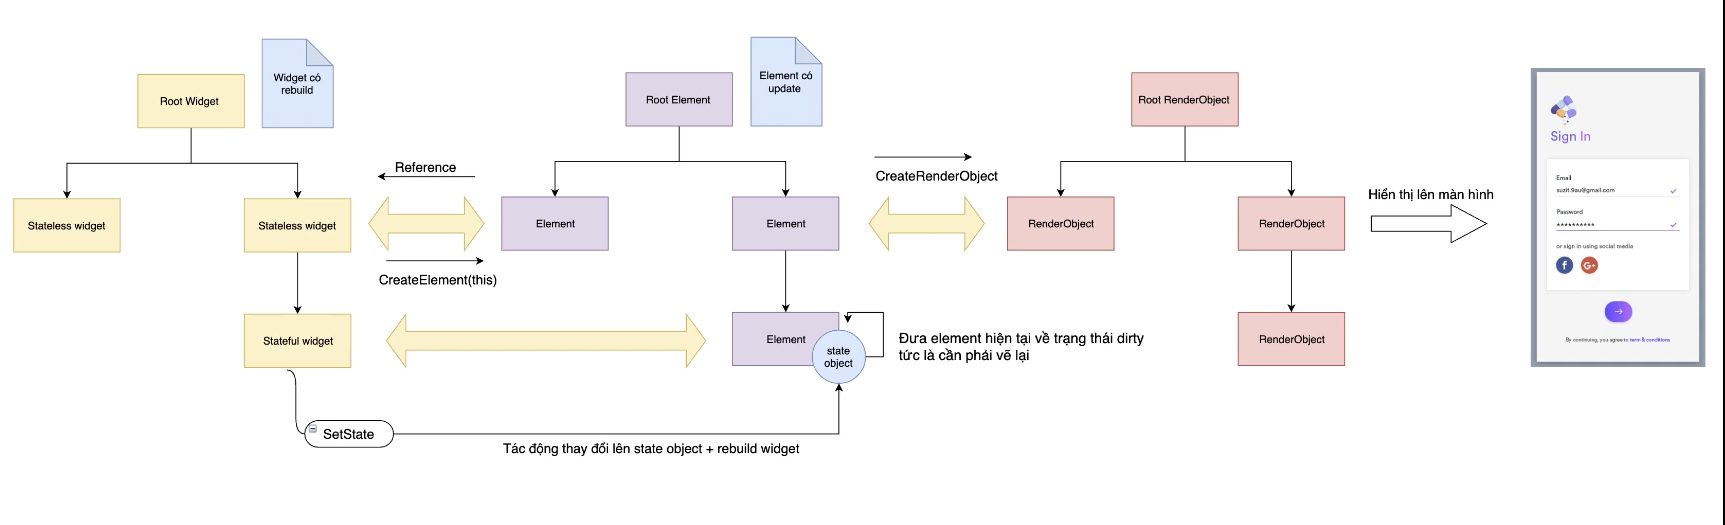 Widget có
rebuild
Root Widget
Stateless widget
Stateless widget
Stateful widget
SetState
Reference
CreateElement(this)
Tác động thay đổi lên state object + rebuild widget
Element có
update
Root Element
Element
Element
Element
state
object
Đưa element hiện tại về trạng thái dirty
tức là cần phải vẽ lại
CreateRenderObject
Root RenderObject
RenderObject
RenderObject
RenderObject
Hiển thị lên màn hình
Sign In
Email
suzit.9au@gmail.com
Password
**********
or sign in using social media
f
G+
By continuing, you agree to term & conditions